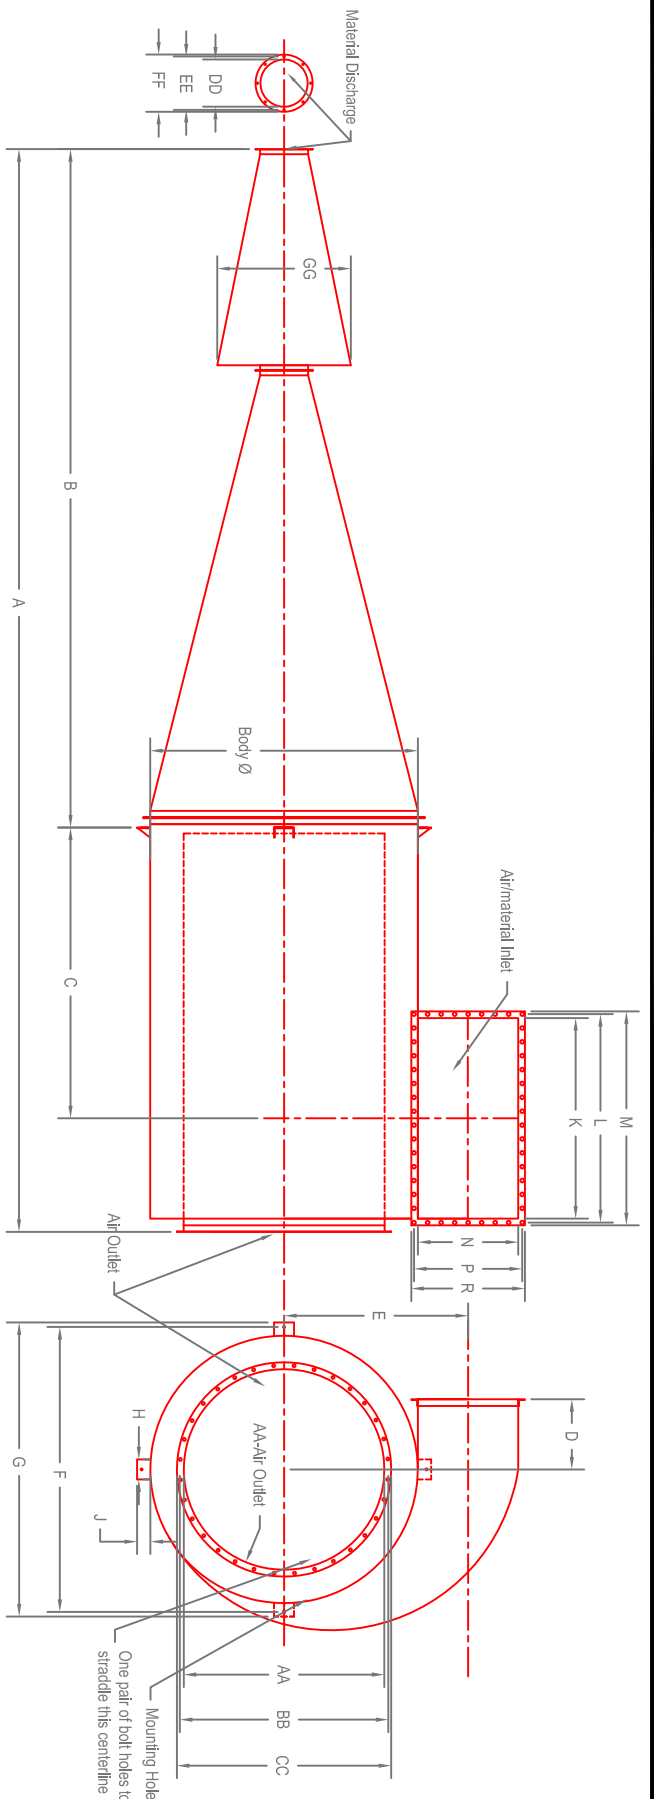 Material Discharge
DD
EE
FF
GG
B
A
Body Ø
Air/material Inlet
C
K
L
M
N
P
R
Air Outlet
E
D
AA-Air Outlet
H
F
G
J
AA
BB
CC
Mounting Hole
One pair of bolt holes to
straddle this centerline